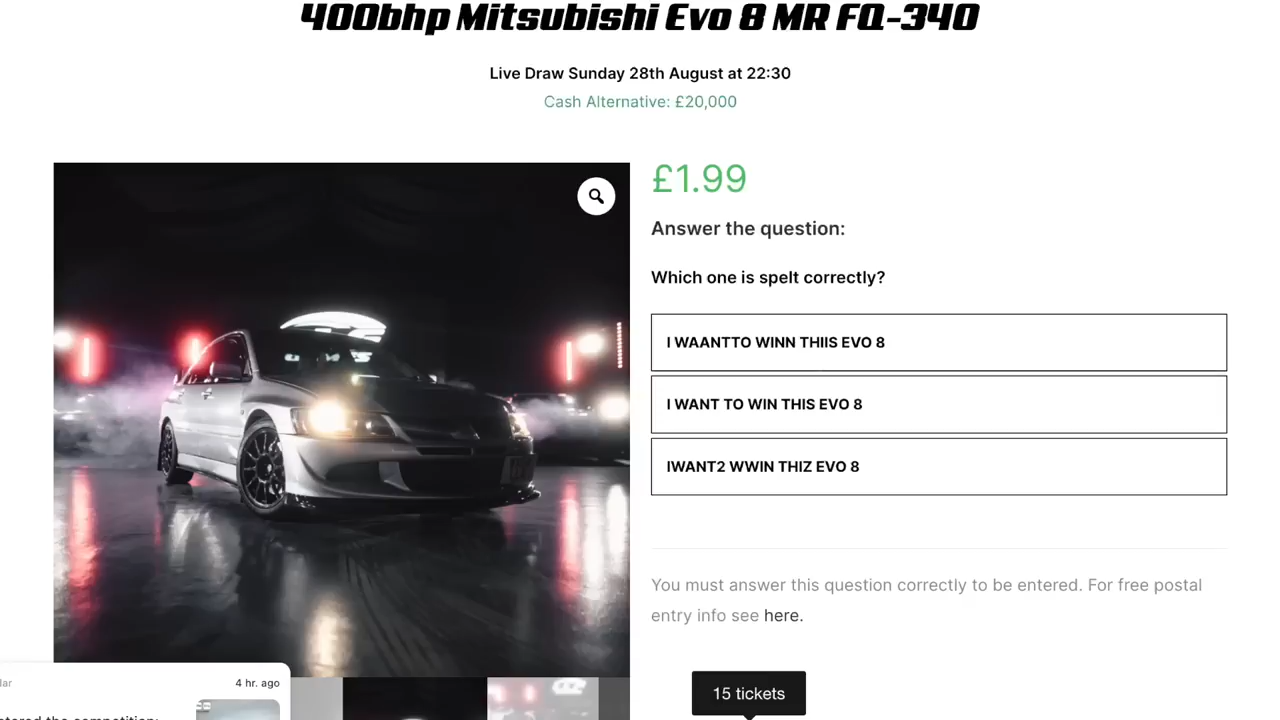 400bhp Mitsubishi Evo 8 MR FQ-340
Live Draw Sunday 28th August at 22:30
Cash Alternative: £20,000
£1.99
Answer the question:
Which one is spelt correctly?
I WAANTTO WINN THIIS EVO 8
I WANT TO WIN THIS EVO 8
IWANT2 WWIN THIZ EVO 8
You must answer this question correctly to be entered. For free postal
entry info see here.
4 hr. ago
15 tickets